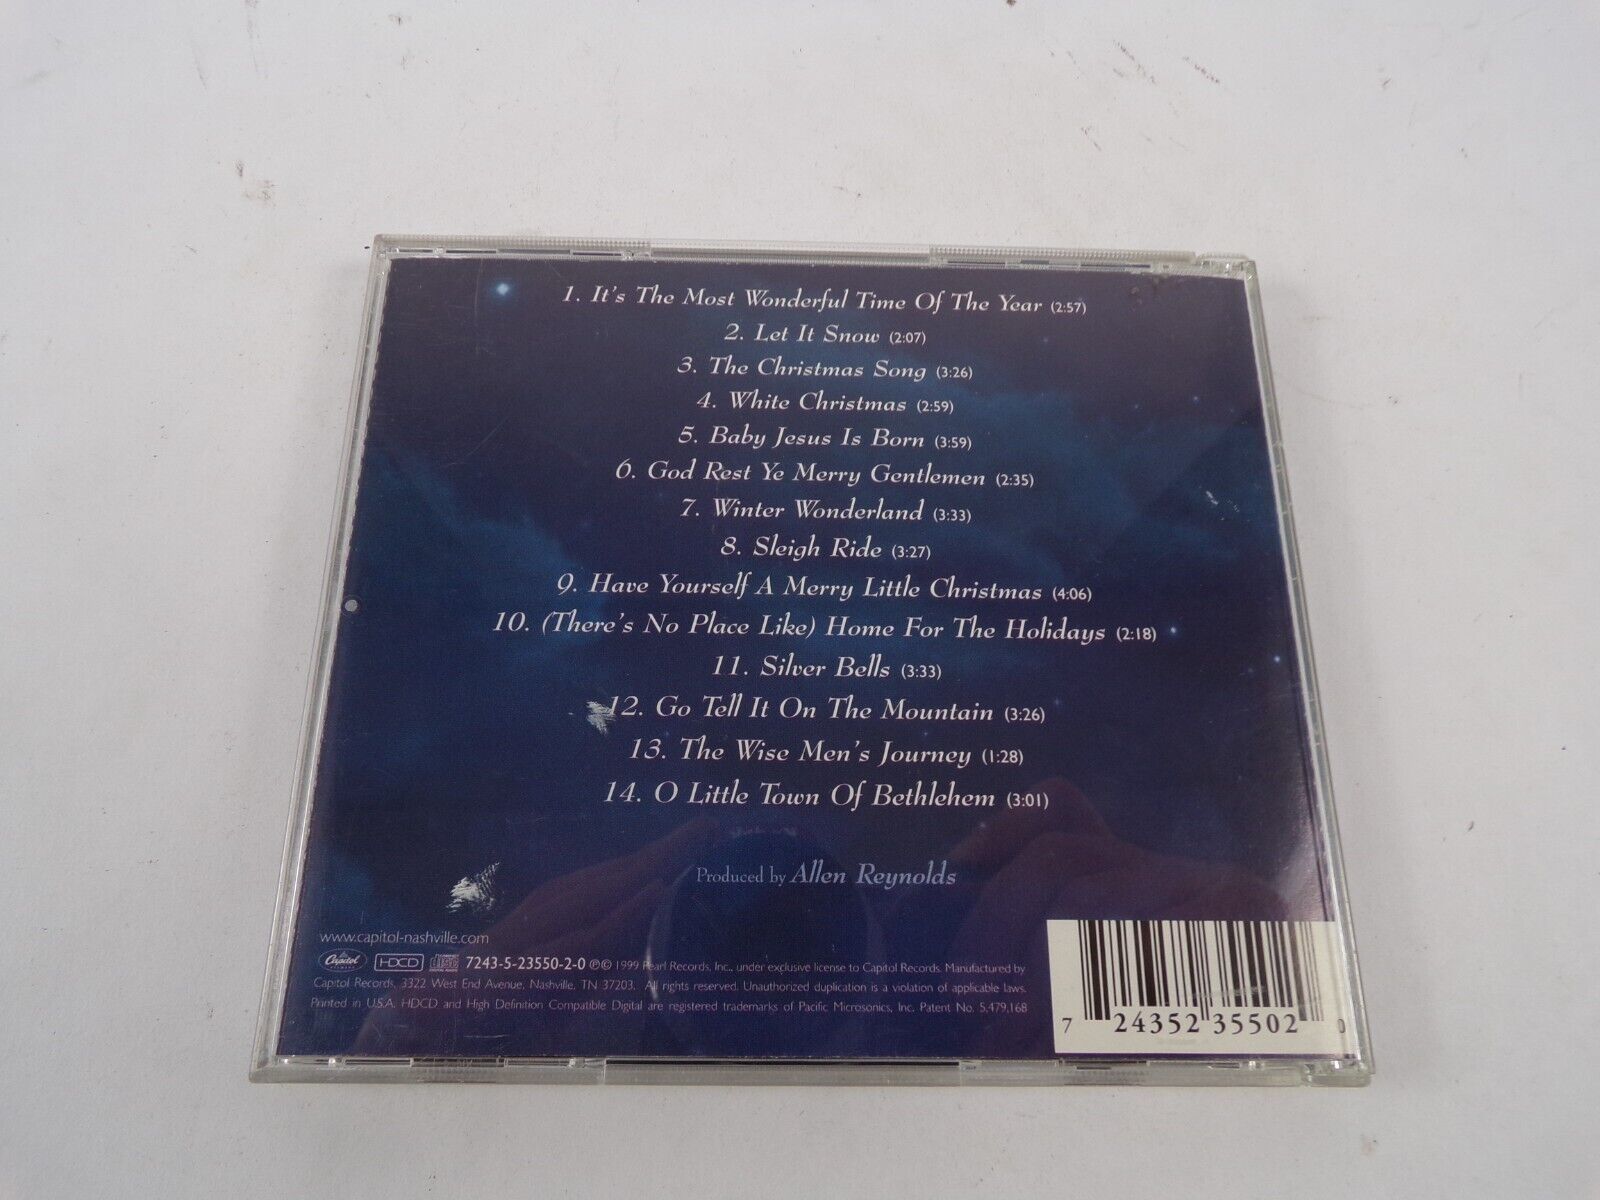 1. It's The Most Wonderful Time Of The Year (2:57)
2. Let It Snow (2:07)
3. The Christmas Song (3:26)
4. White Christmas (2:59)
5. Baby Jesus Is Born (3:59)
6. God Rest Ye Merry Gentlemen (2:35)
7. Winter Wonderland (3:33)
8. Sleigh Ride (3:27)
9. Have Yourself A Merry Little Christmas (4:06)
10. (There's No Place Like) Home For The Holidays (2:18)
11. Silver Bells (3:33)
12. Go Tell It On The Mountain (3:26)
13. The Wise Men's Journey (1:28)
14. O Little Town Of Bethlehem (3:01)
Produced by Allen Reynolds
www.capitol-nashville.com
Capitol HDCD 7243-5-23550-2-0 ℗© 1999 Pearl Records, Inc., under exclusive license to Capitol Records. Manufactured by
Capitol Records, 3322 West End Avenue, Nashville, TN 37203. All rights reserved. Unauthorized duplication is a violation of applicable laws.
Printed in U.S.A. HDCD and High Definition Compatible Digital are registered trademarks of Pacific Microsonics, Inc. Patent No. 5,479,168
7 24352 35502 0